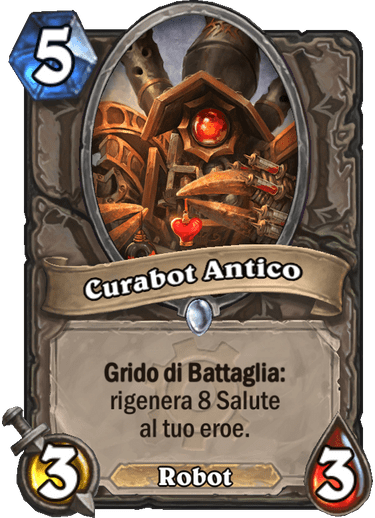 5
Curabot Antico
Grido di Battaglia:
rigenera 8 Salute
al tuo eroe.
3
Robot
3